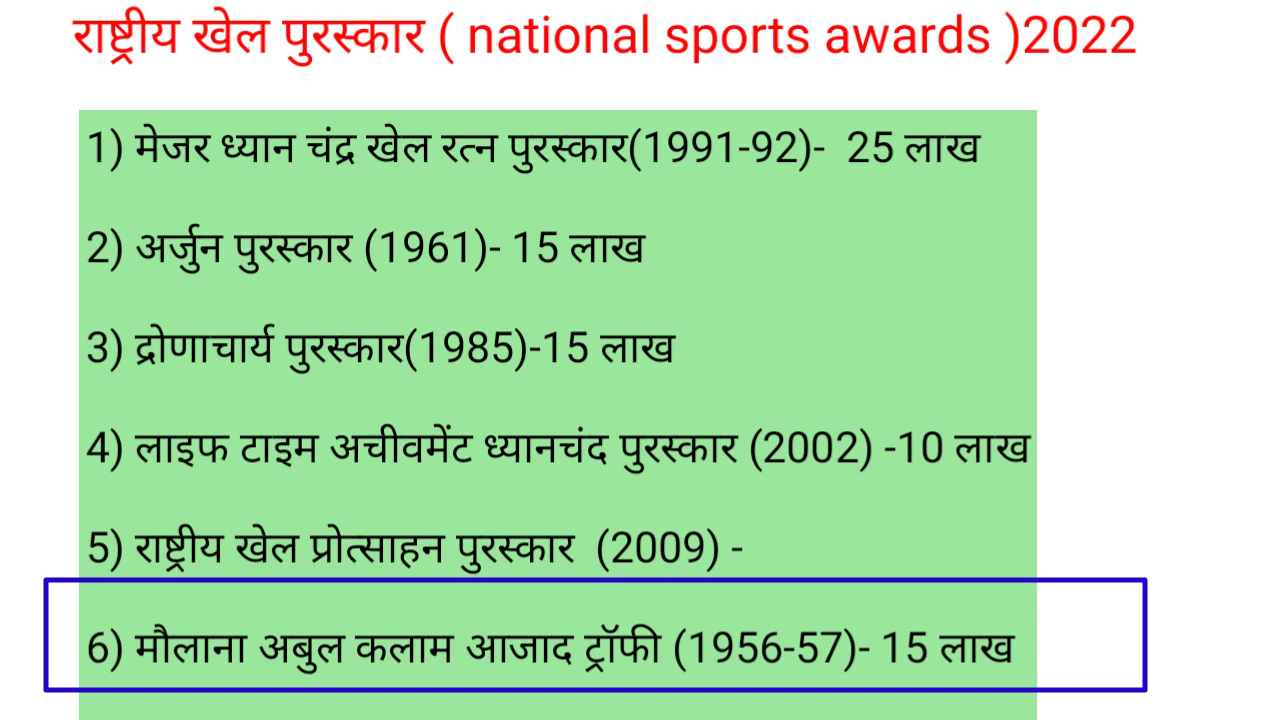 राष्ट्रीय खेल पुरस्कार ( national sports awards )2022
1) मेजर ध्यान चंद्र खेल रत्न पुरस्कार(1991-92)- 25 लाख
2) अर्जुन पुरस्कार (1961)- 15 लाख
3) द्रोणाचार्य पुरस्कार(1985)-15 लाख
4) लाइफ टाइम अचीवमेंट ध्यानचंद पुरस्कार (2002) -10 लाख
5) राष्ट्रीय खेल प्रोत्साहन पुरस्कार (2009) -
6) मौलाना अबुल कलाम आजाद ट्रॉफी (1956-57)- 15 लाख